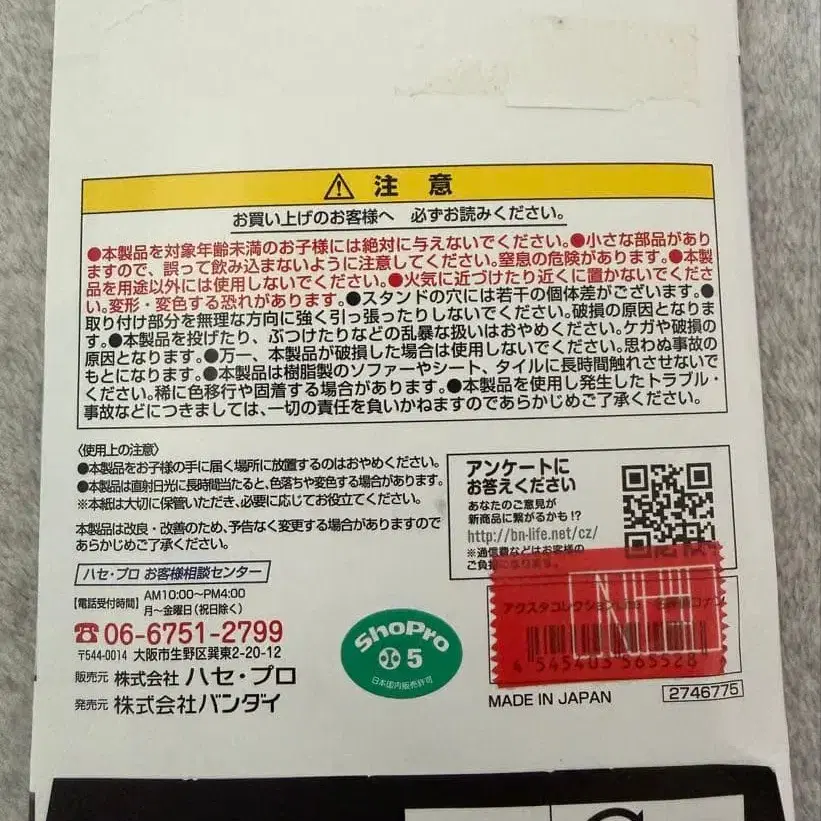 ⚠ 注 意
お買い上げのお客様へ 必ずお読みください。
●本製品を対象年齢未満のお子様には絶対に与えないでください。●小さな部品があり
ますので、誤って飲み込まないように注意してください。窒息の危険があります。●本製
品を用途以外には使用しないでください。●火気に近づけたり近くに置かないでくださ
い。変形・変色する恐れがあります。●スタンドの穴には若干の個体差がございます。●
取り付け部分を無理な方向に強く引っ張ったりしないでください。破損の原因となりま
す。●本製品を投げたり、ぶつけたりなどの乱暴な扱いはおやめください。ケガや破損の
原因となります。●万一、本製品が破損した場合は使用しないでください。思わぬ事故の
もとになります。●本製品は樹脂製のソファーやシート、タイルに長時間触れさせないで
ください。稀に色移行や固着する場合があります。●本製品を使用し発生したトラブル・
事故などにつきましては、一切の責任を負いかねますのであらかじめご了承ください。
〈使用上の注意〉
●本製品をお子様の手に届く場所に放置するのはおやめください。
●本製品は直射日光に長時間当たると、色落ちや変色する場合があります。
※本紙は大切に保管いただき、必要に応じてお役立てください。
本製品は改良・改善のため、予告なく変更する場合がありますので
あらかじめご了承ください。
アンケートに
お答えください
あなたのご意見が
新商品に繋がるかも!?
http://bn-life.net/cz/
※通信費などはお客様の
ご負担になります。
ハセ・プロ お客様相談センター
【電話受付時間】 AM10:00〜PM4:00
月〜金曜日(祝日除く)
☎06-6751-2799
〒544-0014 大阪市生野区巽東2-20-12
販売元 株式会社 ハセ・プロ
発売元 株式会社バンダイ
ShoPro
5
日本国内販売許可
アクスタコレクション
4 545403 565528
MADE IN JAPAN
2746775